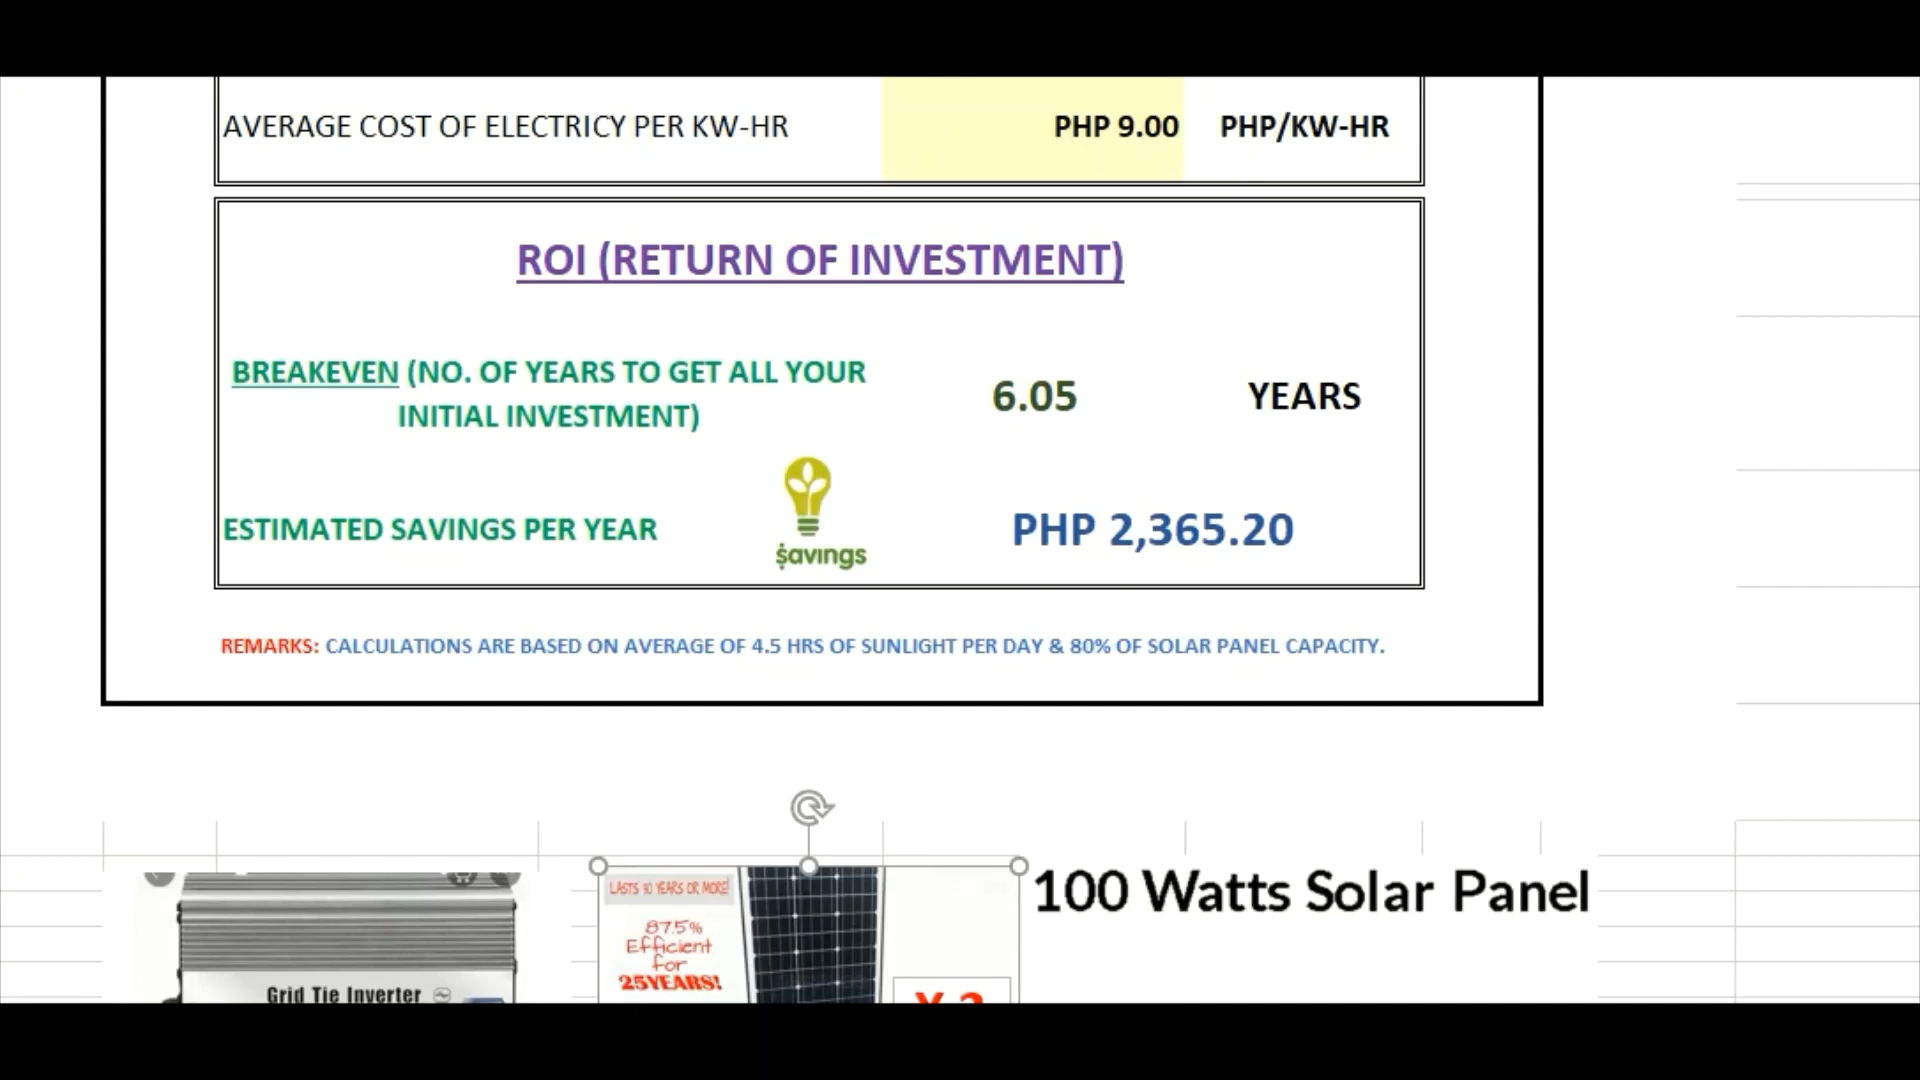 AVERAGE COST OF ELECTRICY PER KW-HR PHP 9.00 PHP/KW-HR
ROI (RETURN OF INVESTMENT)
BREAKEVEN (NO. OF YEARS TO GET ALL YOUR
INITIAL INVESTMENT)
6.05 YEARS
ESTIMATED SAVINGS PER YEAR
$avings
PHP 2,365.20
REMARKS: CALCULATIONS ARE BASED ON AVERAGE OF 4.5 HRS OF SUNLIGHT PER DAY & 80% OF SOLAR PANEL CAPACITY.
Grid Tie Inverter
LASTS 30 YEARS OR MORE!
87.5%
Efficient
for
25YEARS!
100 Watts Solar Panel